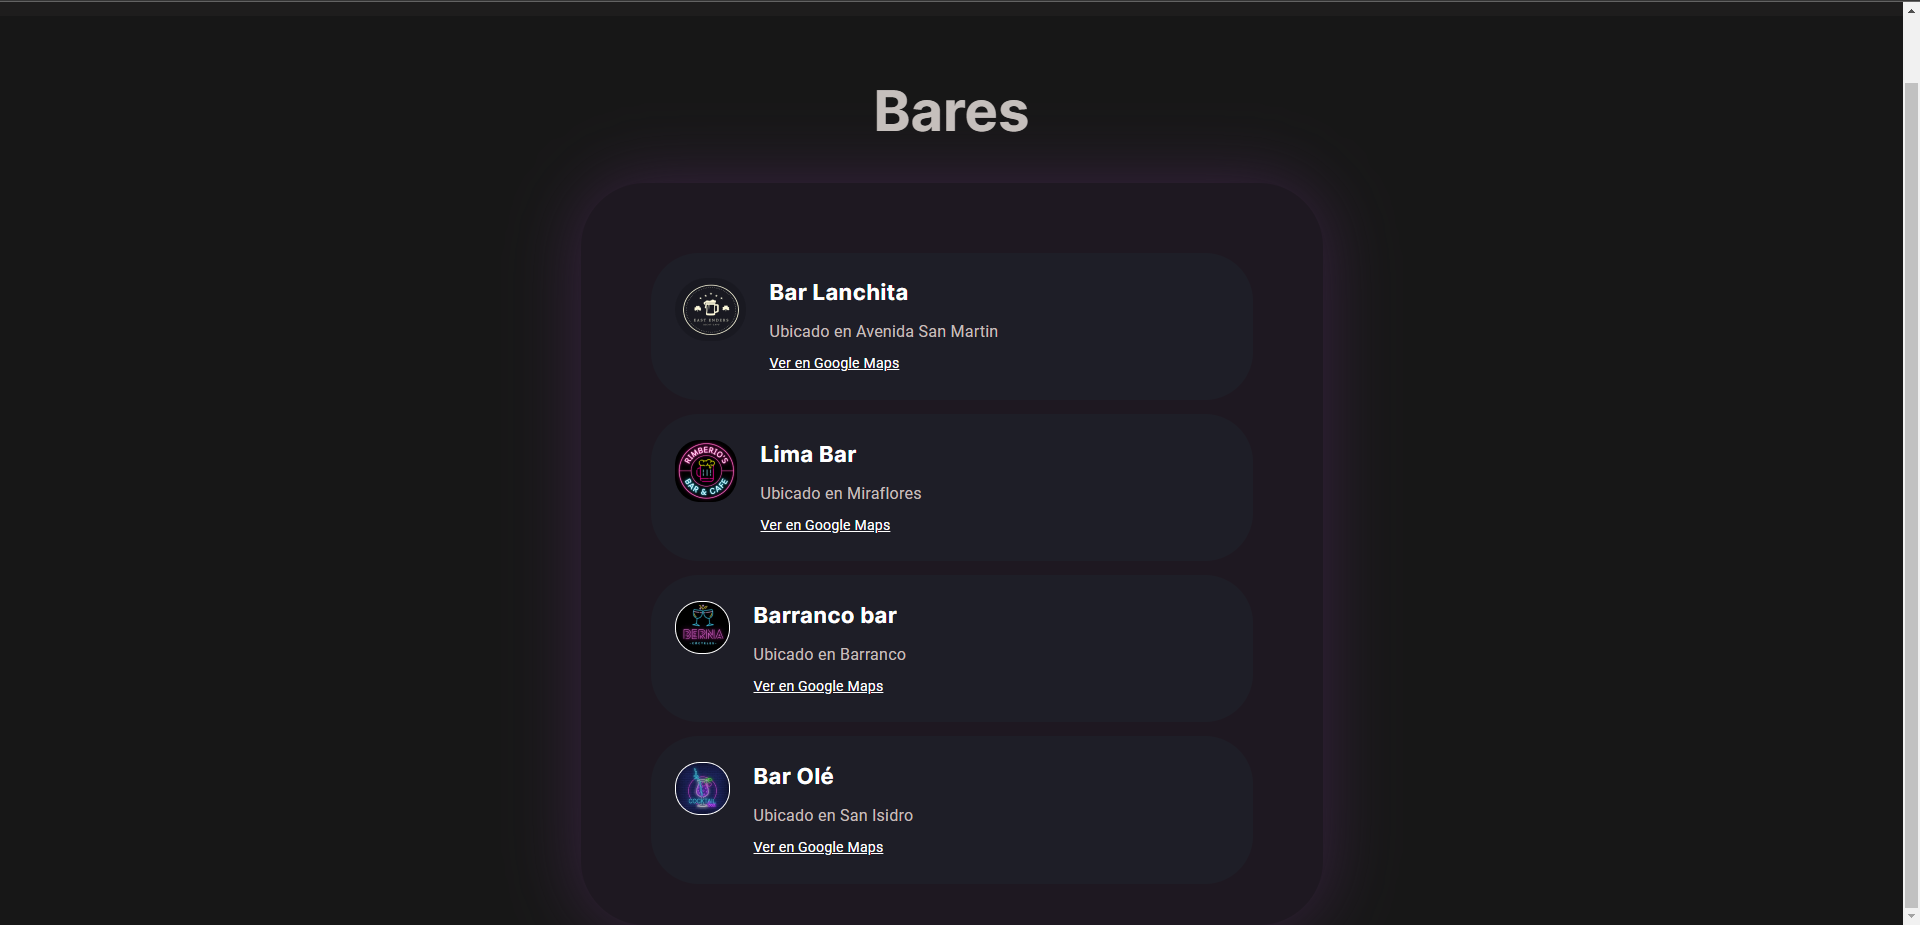 Bares
EAST ENDERS
Bar Lanchita
Ubicado en Avenida San Martin
Ver en Google Maps
RIMBERIO'S
BAR & CAFE
Lima Bar
Ubicado en Miraflores
Ver en Google Maps
BERNA
Barranco bar
Ubicado en Barranco
Ver en Google Maps
COCKTAIL
Bar Olé
Ubicado en San Isidro
Ver en Google Maps